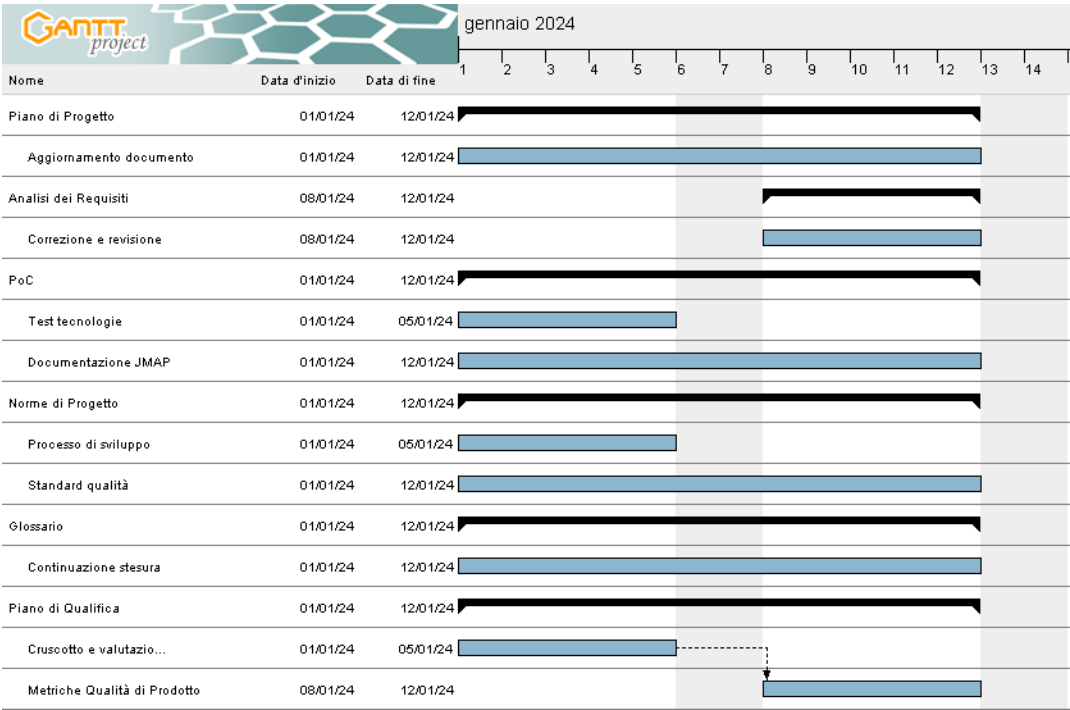 GANTT
project
gennaio 2024
Nome Data d'inizio Data di fine
1 2 3 4 5 6 7 8 9 10 11 12 13 14
Piano di Progetto 01/01/24 12/01/24
Aggiornamento documento 01/01/24 12/01/24
Analisi dei Requisiti 08/01/24 12/01/24
Correzione e revisione 08/01/24 12/01/24
PoC 01/01/24 12/01/24
Test tecnologie 01/01/24 05/01/24
Documentazione JMAP 01/01/24 12/01/24
Norme di Progetto 01/01/24 12/01/24
Processo di sviluppo 01/01/24 05/01/24
Standard qualità 01/01/24 12/01/24
Glossario 01/01/24 12/01/24
Continuazione stesura 01/01/24 12/01/24
Piano di Qualifica 01/01/24 12/01/24
Cruscotto e valutazio... 01/01/24 05/01/24
Metriche Qualità di Prodotto 08/01/24 12/01/24